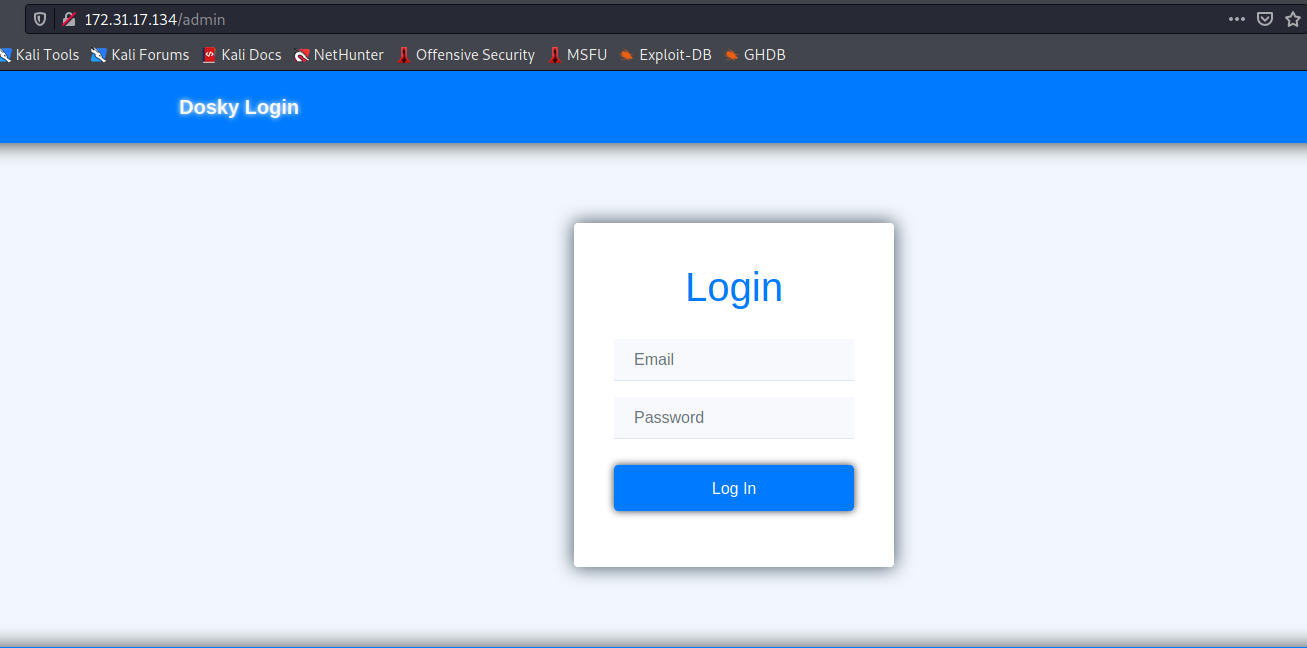 172.31.17.134/admin
Kali Tools Kali Forums Kali Docs NetHunter Offensive Security MSFU Exploit-DB GHDB
Dosky Login
Login
Email
Password
Log In